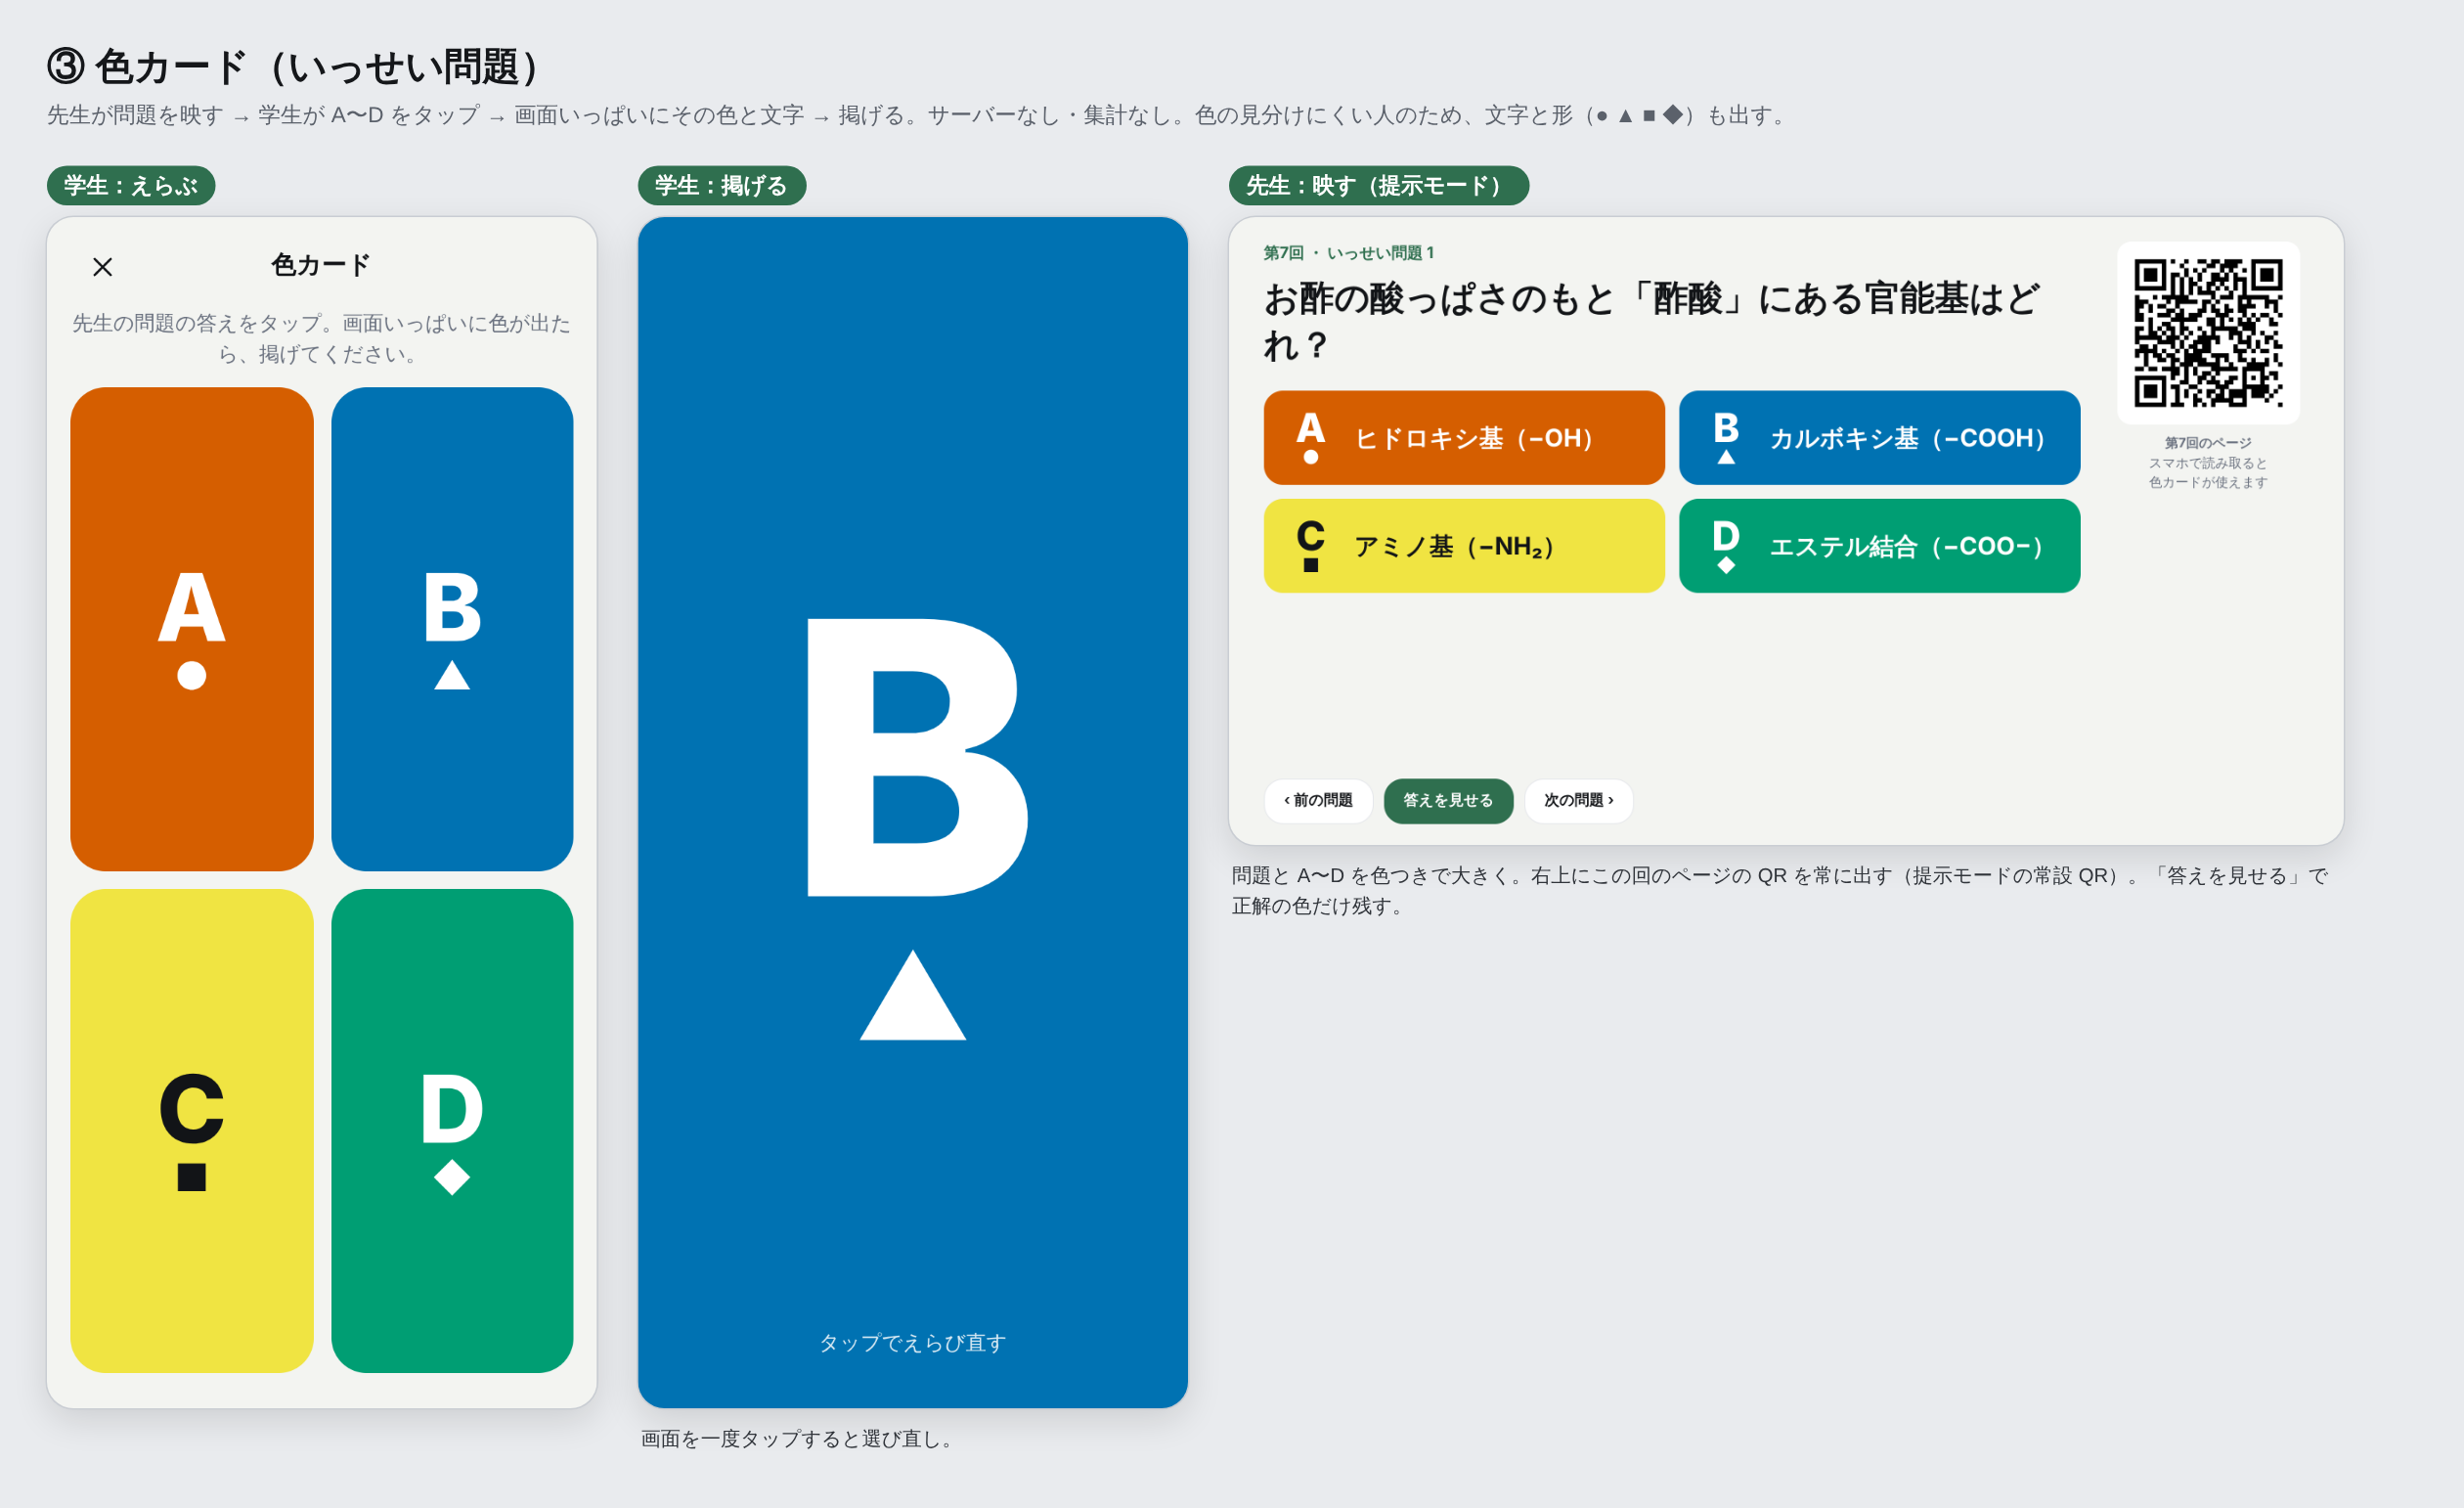 ③ 色カード（いっせい問題）
先生が問題を映す → 学生が A〜D をタップ → 画面いっぱいにその色と文字 → 掲げる。サーバーなし・集計なし。色の見分けにくい人のため、文字と形（● ▲ ■ ◆）も出す。
学生：えらぶ
色カード
先生の問題の答えをタップ。画面いっぱいに色が出た
ら、掲げてください。
A
B
C
D
学生：掲げる
B
タップでえらび直す
画面を一度タップすると選び直し。
先生：映す（提示モード）
第7回 ・ いっせい問題 1
お酢の酸っぱさのもと「酢酸」にある官能基はど
れ？
A ヒドロキシ基（−OH）
B カルボキシ基（−COOH）
C アミノ基（−NH₂）
D エステル結合（−COO−）
第7回のページ
スマホで読み取ると
色カードが使えます
‹ 前の問題
答えを見せる
次の問題 ›
問題と A〜D を色つきで大きく。右上にこの回のページの QR を常に出す（提示モードの常設 QR）。「答えを見せる」で
正解の色だけ残す。